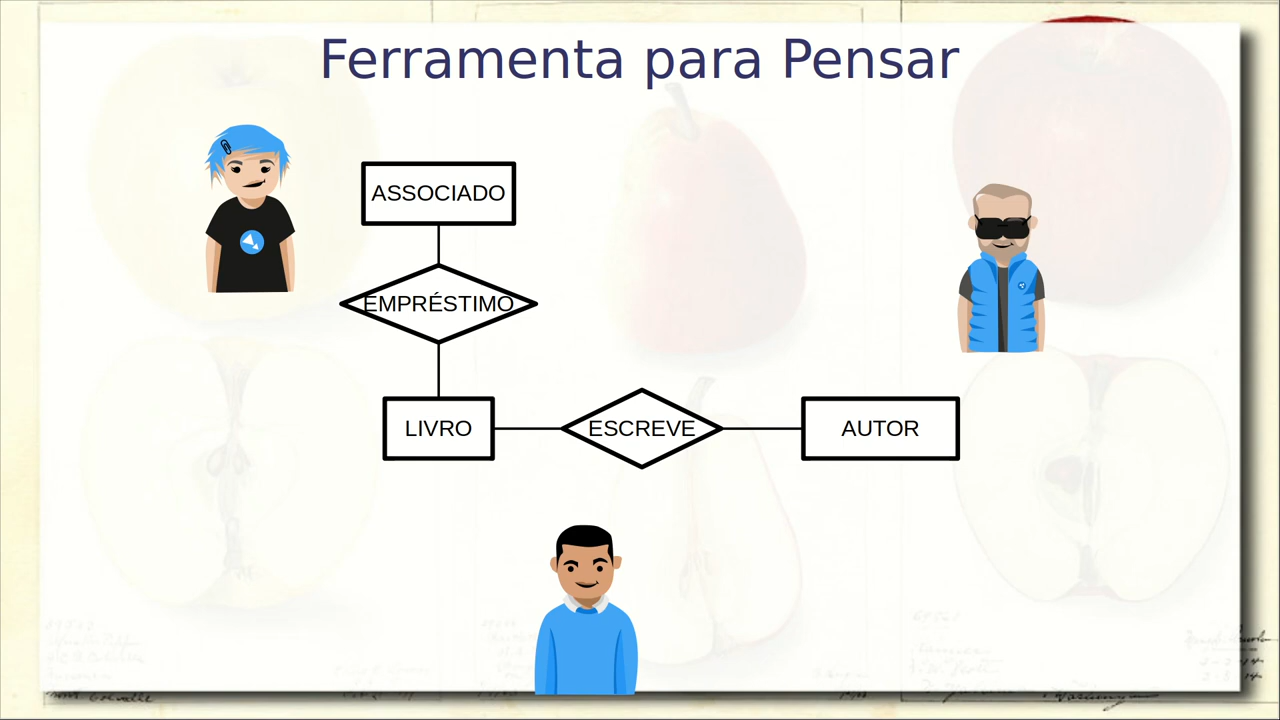 Ferramenta para Pensar
ASSOCIADO
EMPRÉSTIMO
LIVRO
ESCREVE
AUTOR